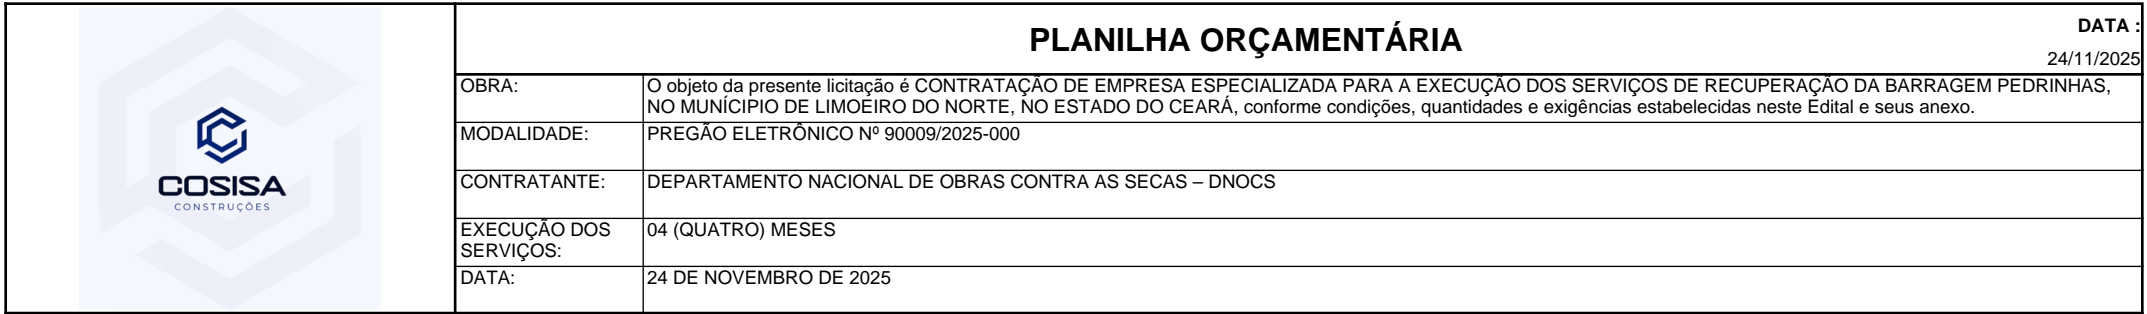 COSISA
CONSTRUÇÕES
PLANILHA ORÇAMENTÁRIA
DATA :
24/11/2025
OBRA:
O objeto da presente licitação é CONTRATAÇÃO DE EMPRESA ESPECIALIZADA PARA A EXECUÇÃO DOS SERVIÇOS DE RECUPERAÇÃO DA BARRAGEM PEDRINHAS,
NO MUNÍCIPIO DE LIMOEIRO DO NORTE, NO ESTADO DO CEARÁ, conforme condições, quantidades e exigências estabelecidas neste Edital e seus anexo.
MODALIDADE:
PREGÃO ELETRÔNICO Nº 90009/2025-000
CONTRATANTE:
DEPARTAMENTO NACIONAL DE OBRAS CONTRA AS SECAS – DNOCS
EXECUÇÃO DOS
SERVIÇOS:
04 (QUATRO) MESES
DATA:
24 DE NOVEMBRO DE 2025